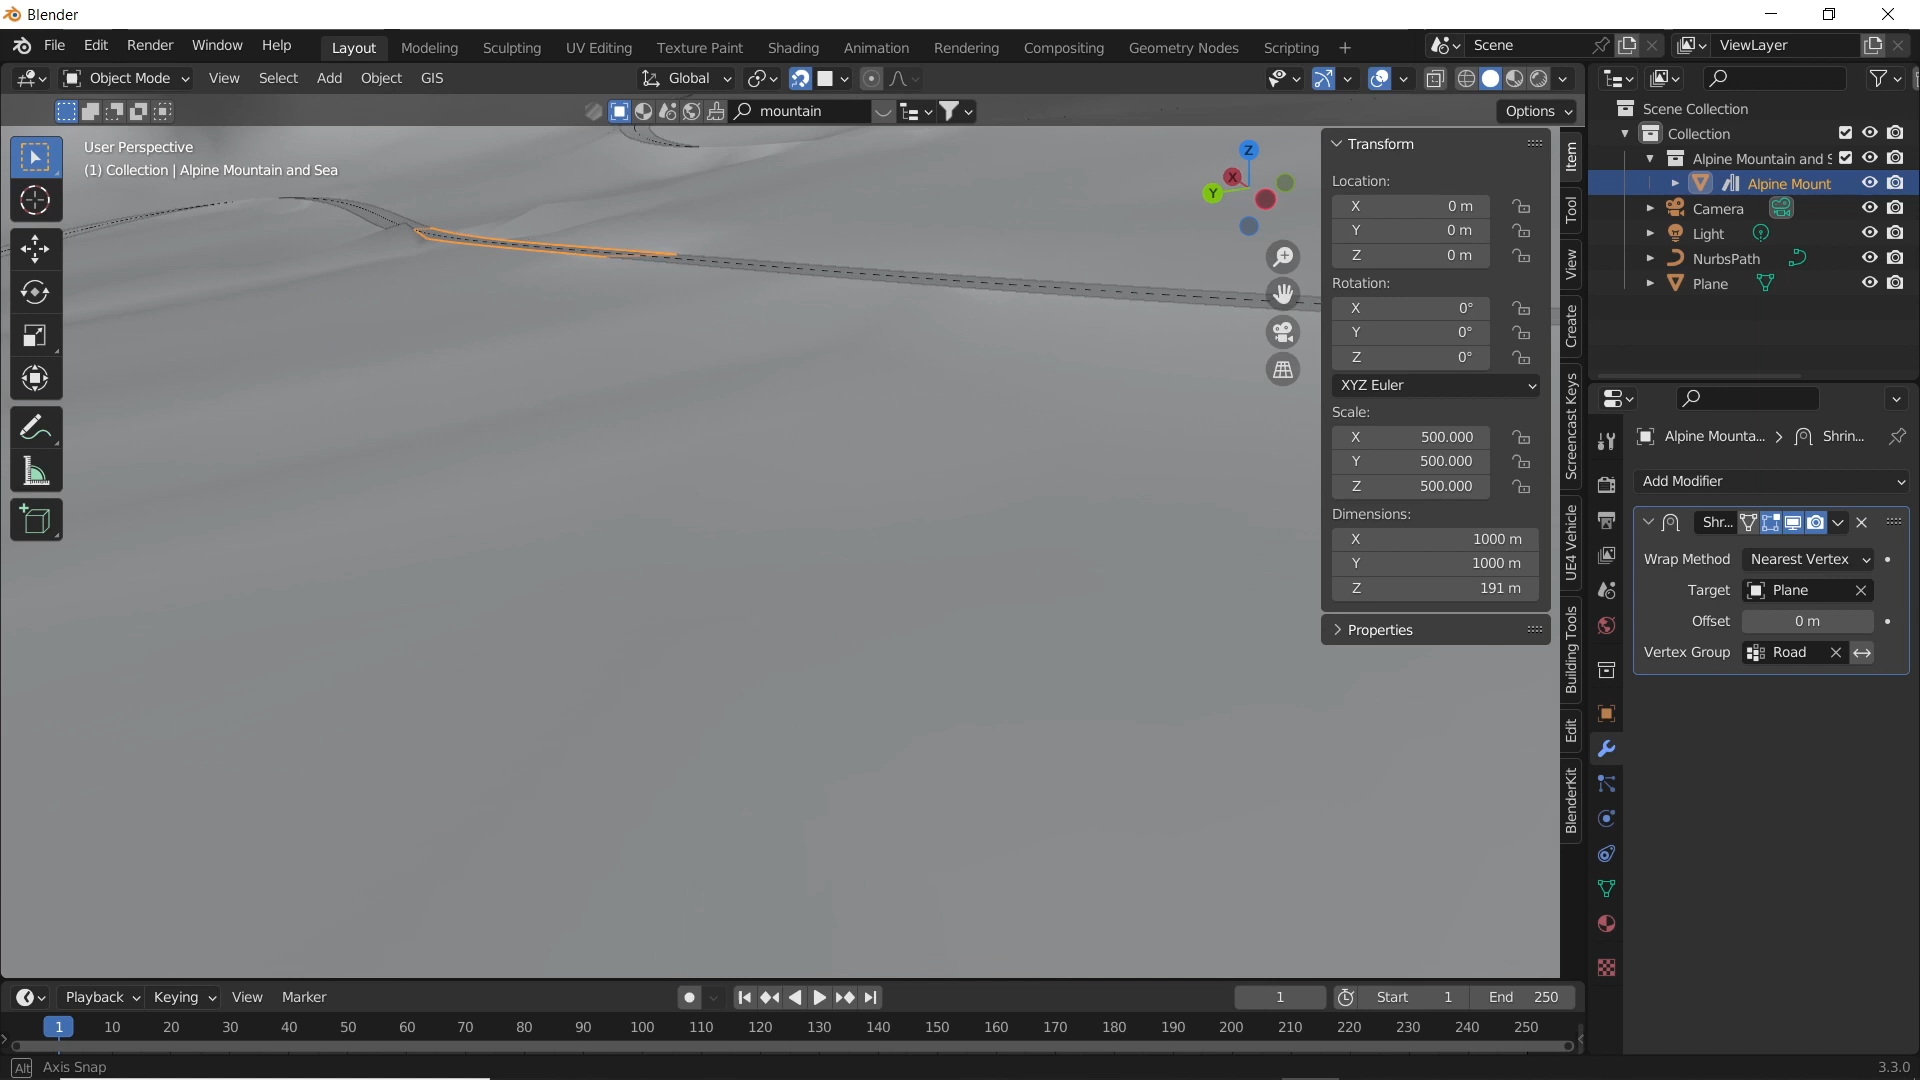 Blender
File Edit Render Window Help Layout Modeling Sculpting UV Editing Texture Paint Shading Animation Rendering Compositing Geometry Nodes Scripting + Scene ViewLayer
Object Mode View Select Add Object GIS Global
mountain Options
User Perspective
(1) Collection | Alpine Mountain and Sea
Z
X
Y
Transform
Location:
X 0 m
Y 0 m
Z 0 m
Rotation:
X 0°
Y 0°
Z 0°
XYZ Euler
Scale:
X 500.000
Y 500.000
Z 500.000
Dimensions:
X 1000 m
Y 1000 m
Z 191 m
Properties
Item
Tool
View
Create
Screencast Keys
UE4 Vehicle
Building Tools
Edit
BlenderKit
Scene Collection
Collection
Alpine Mountain and S
Alpine Mount
Camera
Light
NurbsPath
Plane
Alpine Mounta... > Shrin...
Add Modifier
Shr...
Wrap Method Nearest Vertex
Target Plane
Offset 0 m
Vertex Group Road
Playback Keying View Marker 1 Start 1 End 250
1 10 20 30 40 50 60 70 80 90 100 110 120 130 140 150 160 170 180 190 200 210 220 230 240 250
Alt Axis Snap 3.3.0